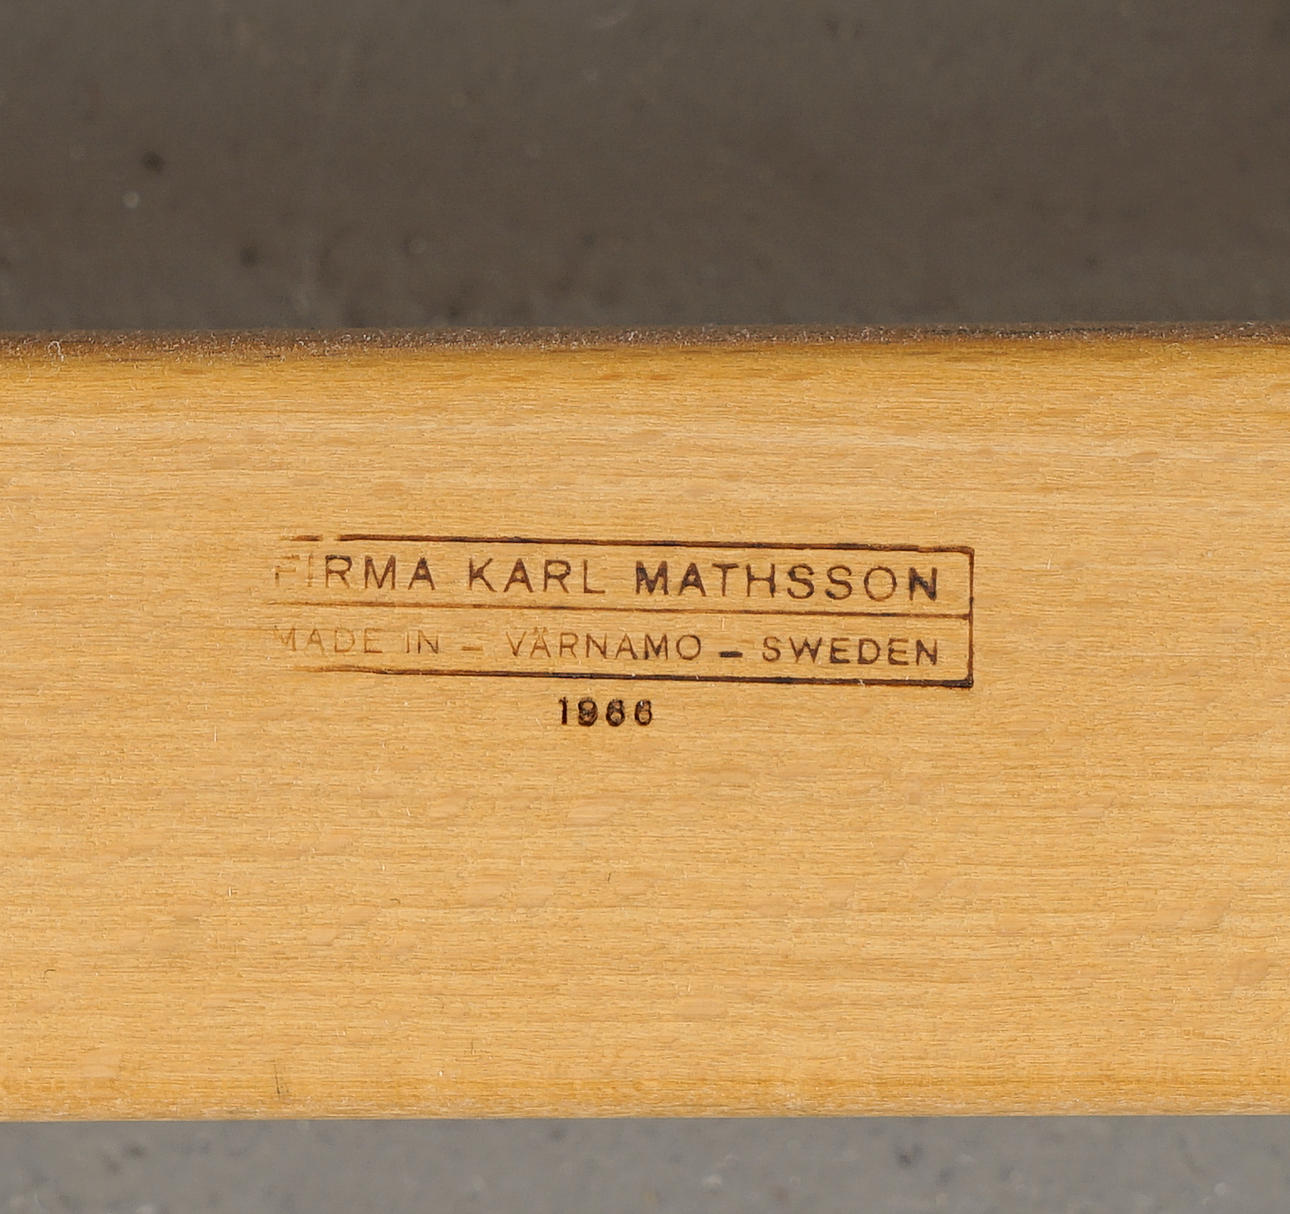 FIRMA KARL MATHSSON
MADE IN – VÄRNAMO – SWEDEN
1966